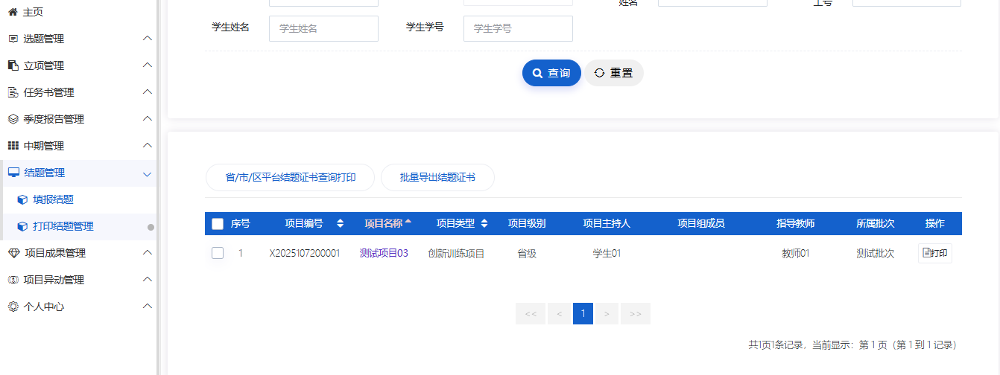 主页
选题管理
立项管理
任务书管理
季度报告管理
中期管理
结题管理
填报结题
打印结题管理
项目成果管理
项目异动管理
个人中心
姓名 工号
学生姓名 学生姓名 学生学号 学生学号
查询 重置
省/市/区平台结题证书查询打印 批量导出结题证书
序号 项目编号 项目名称 项目类型 项目级别 项目主持人 项目组成员 指导教师 所属批次 操作
1 X2025107200001 测试项目03 创新训练项目 省级 学生01 教师01 测试批次 打印
<< < 1 > >>
共1页1条记录，当前显示：第 1 页（第 1 到 1 记录）